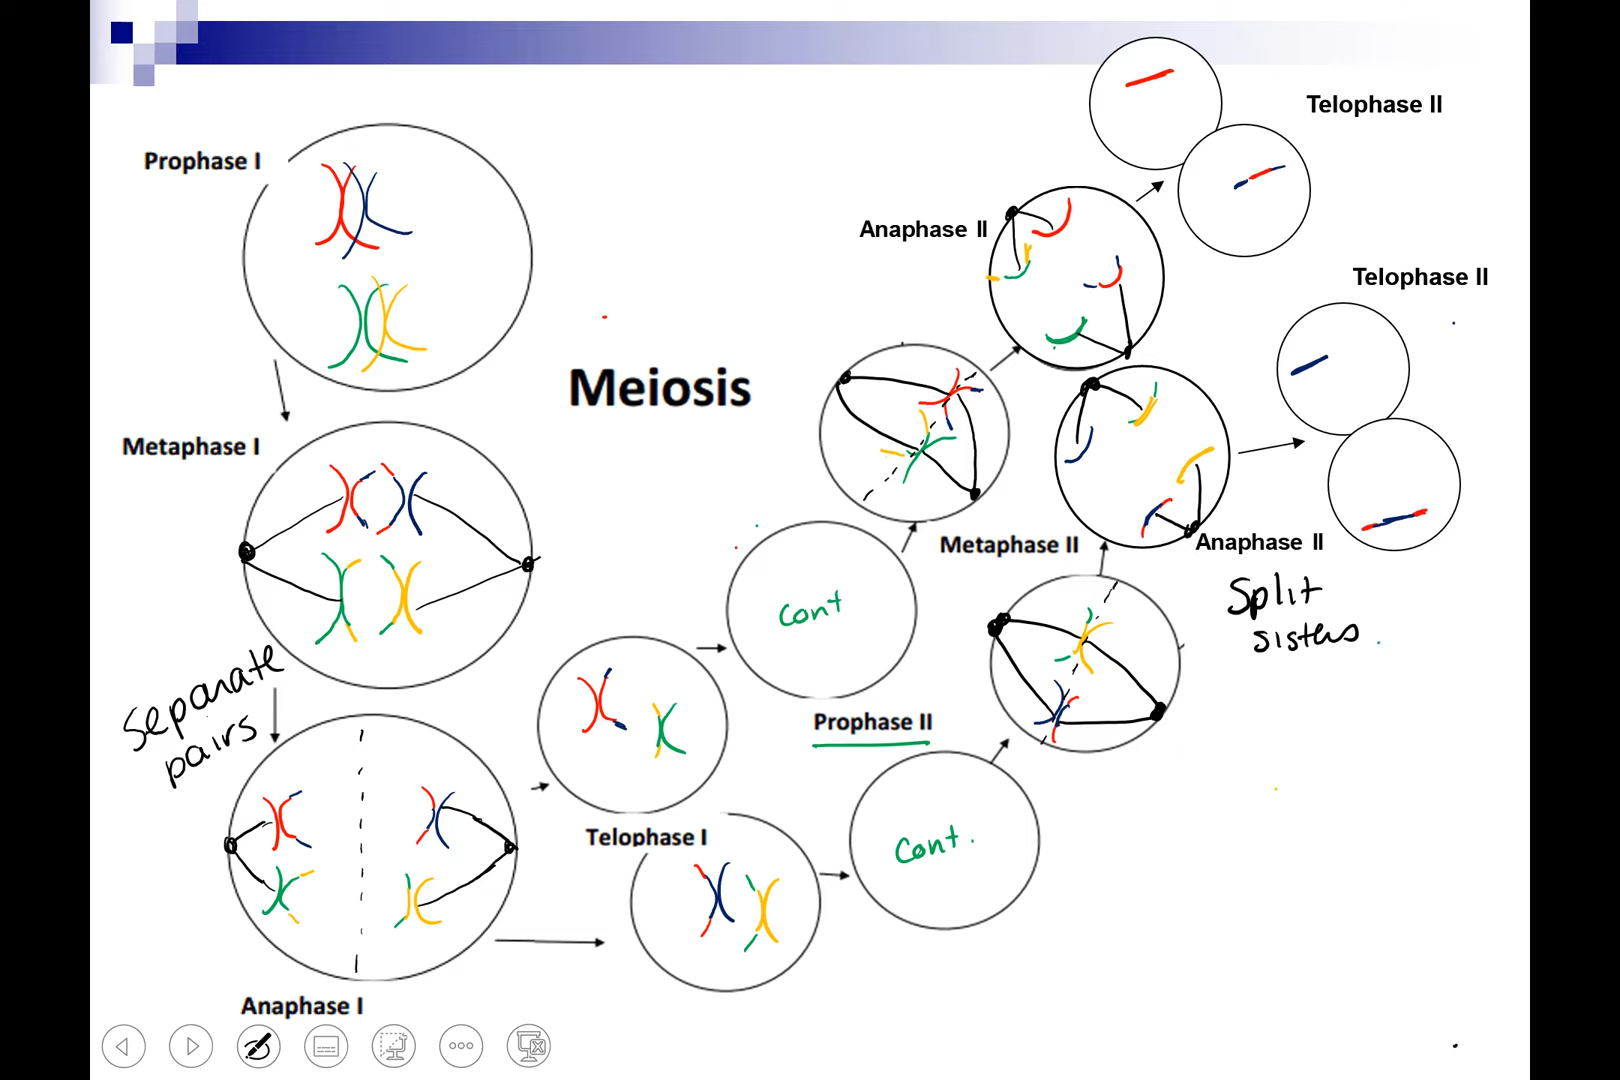 Telophase II
Prophase I
Anaphase II
Telophase II
Meiosis
Metaphase I
Metaphase II
Anaphase II
Split
sisters.
Cont
Separate
pairs
Prophase II
Telophase I
Cont.
Anaphase I